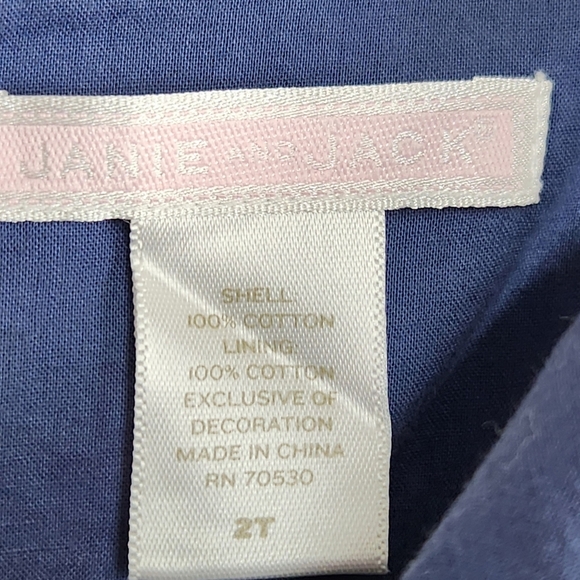 JANIE AND JACK®
SHELL:
100% COTTON
LINING:
100% COTTON
EXCLUSIVE OF
DECORATION
MADE IN CHINA
RN 70530
2T